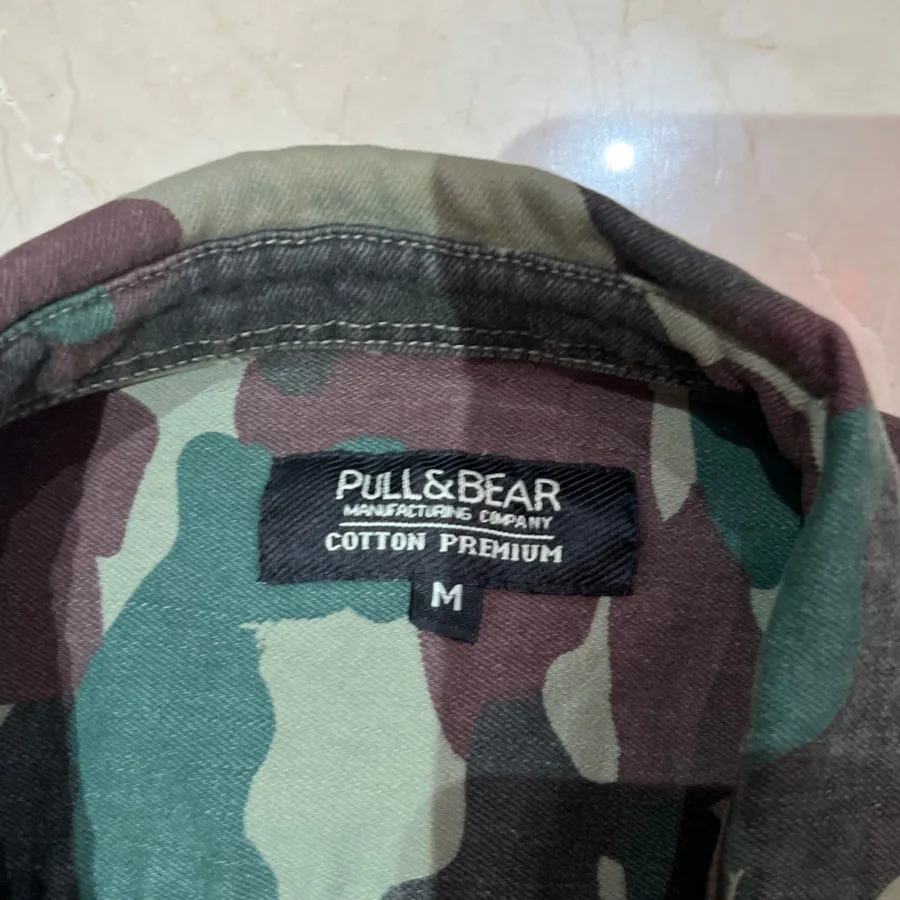 PULL&BEAR
MANUFACTURING COMPANY
COTTON PREMIUM
M